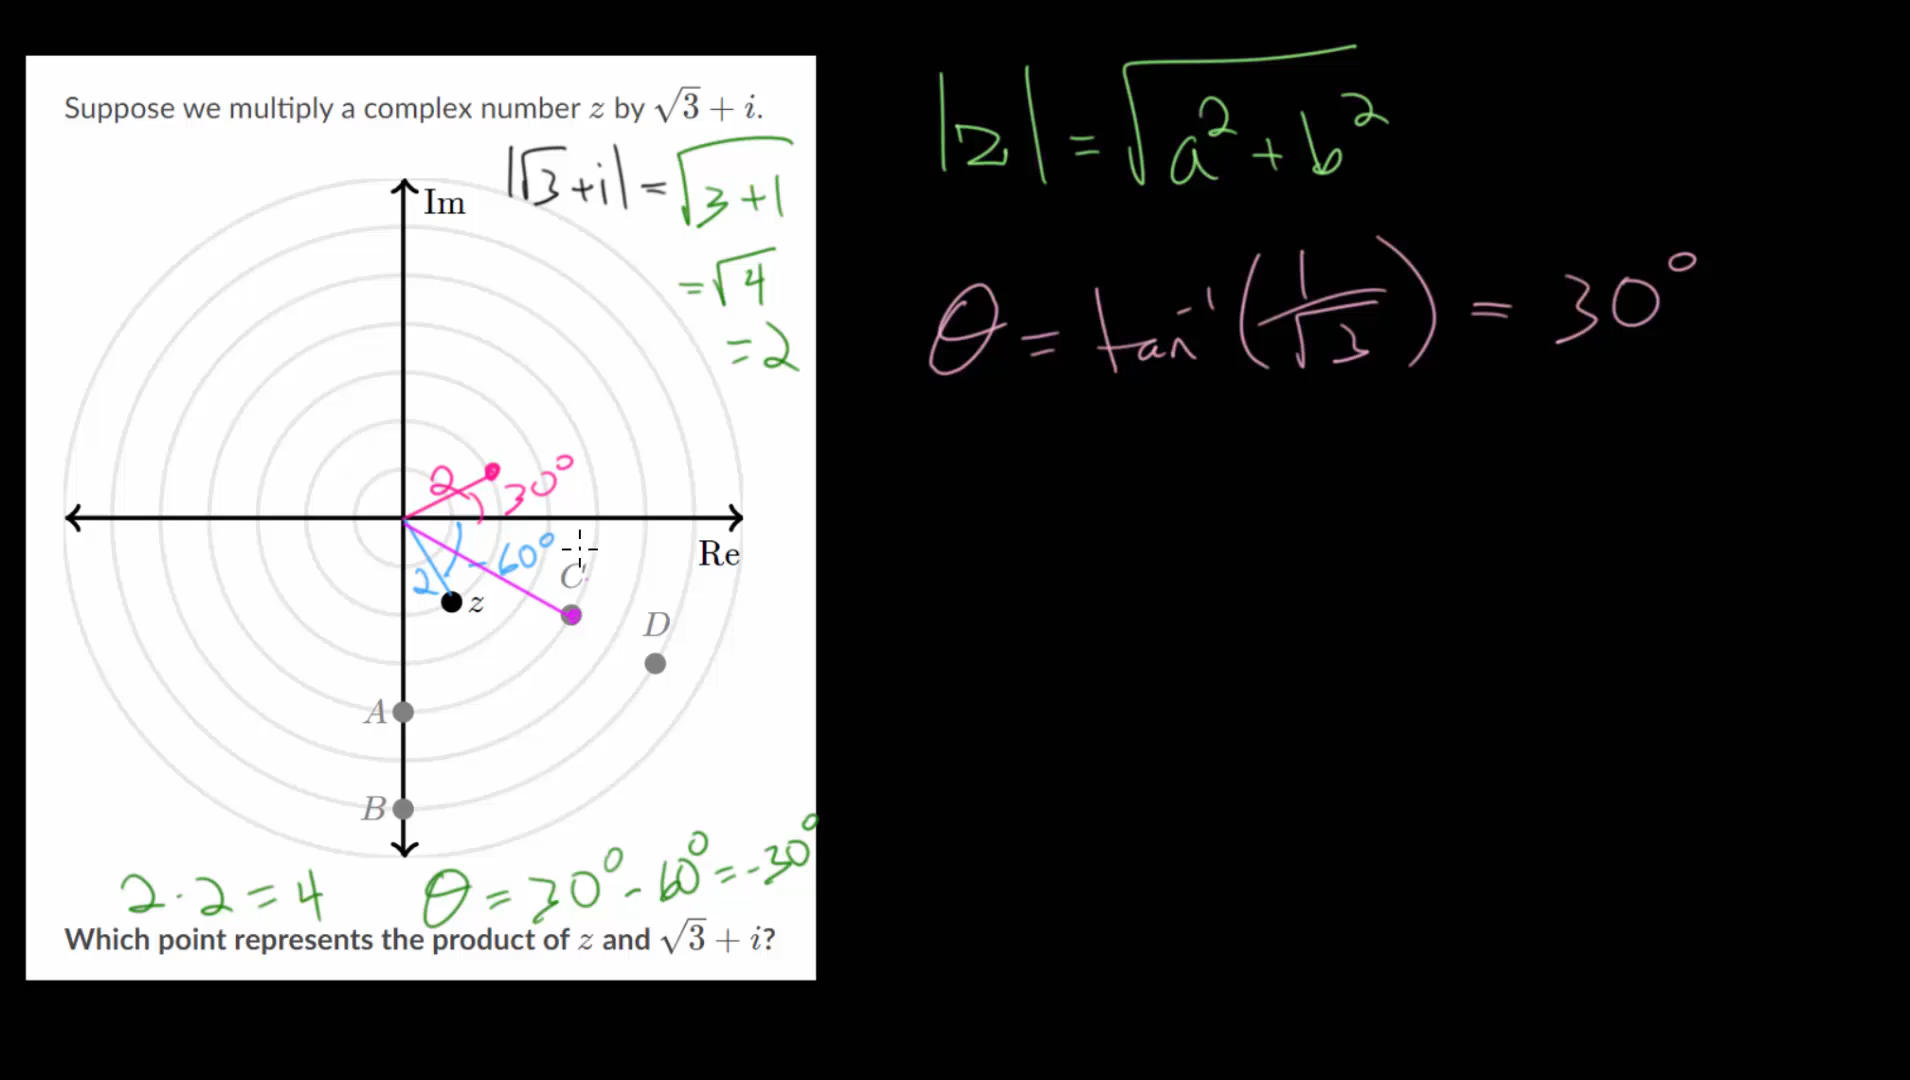 Suppose we multiply a complex number z by √3 + i.
|√3+i| = √3+1
= √4
= 2
Im
Re
2
30°
-60°
2
z
C
D
A
B
2·2=4
θ = 30° - 60° = -30°
Which point represents the product of z and √3 + i?
|z| = √a²+b²
θ = tan⁻¹(1/√3) = 30°